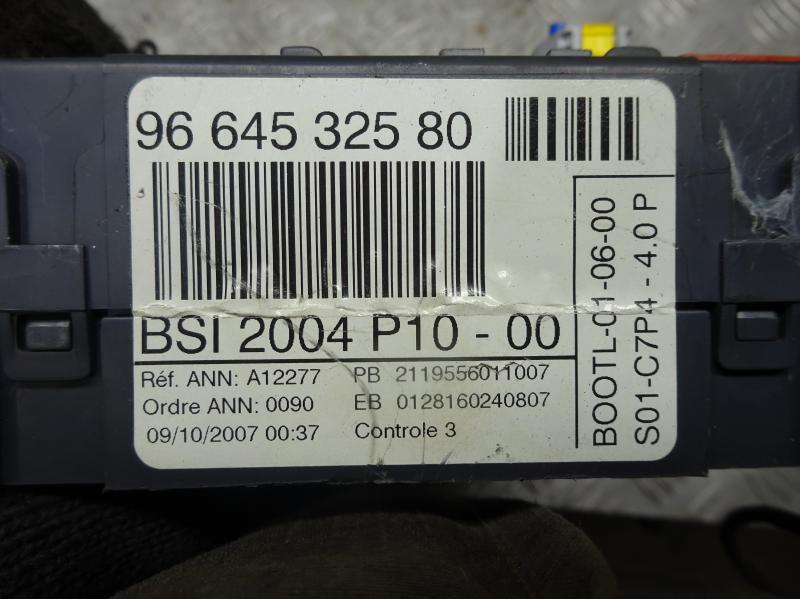 96 645 325 80
BSI 2004 P10 - 00
Réf. ANN: A12277 PB 2119556011007
Ordre ANN: 0090 EB 0128160240807
09/10/2007 00:37 Controle 3
BOOTL-01-06-00
S01-C7P4 - 4.0 P